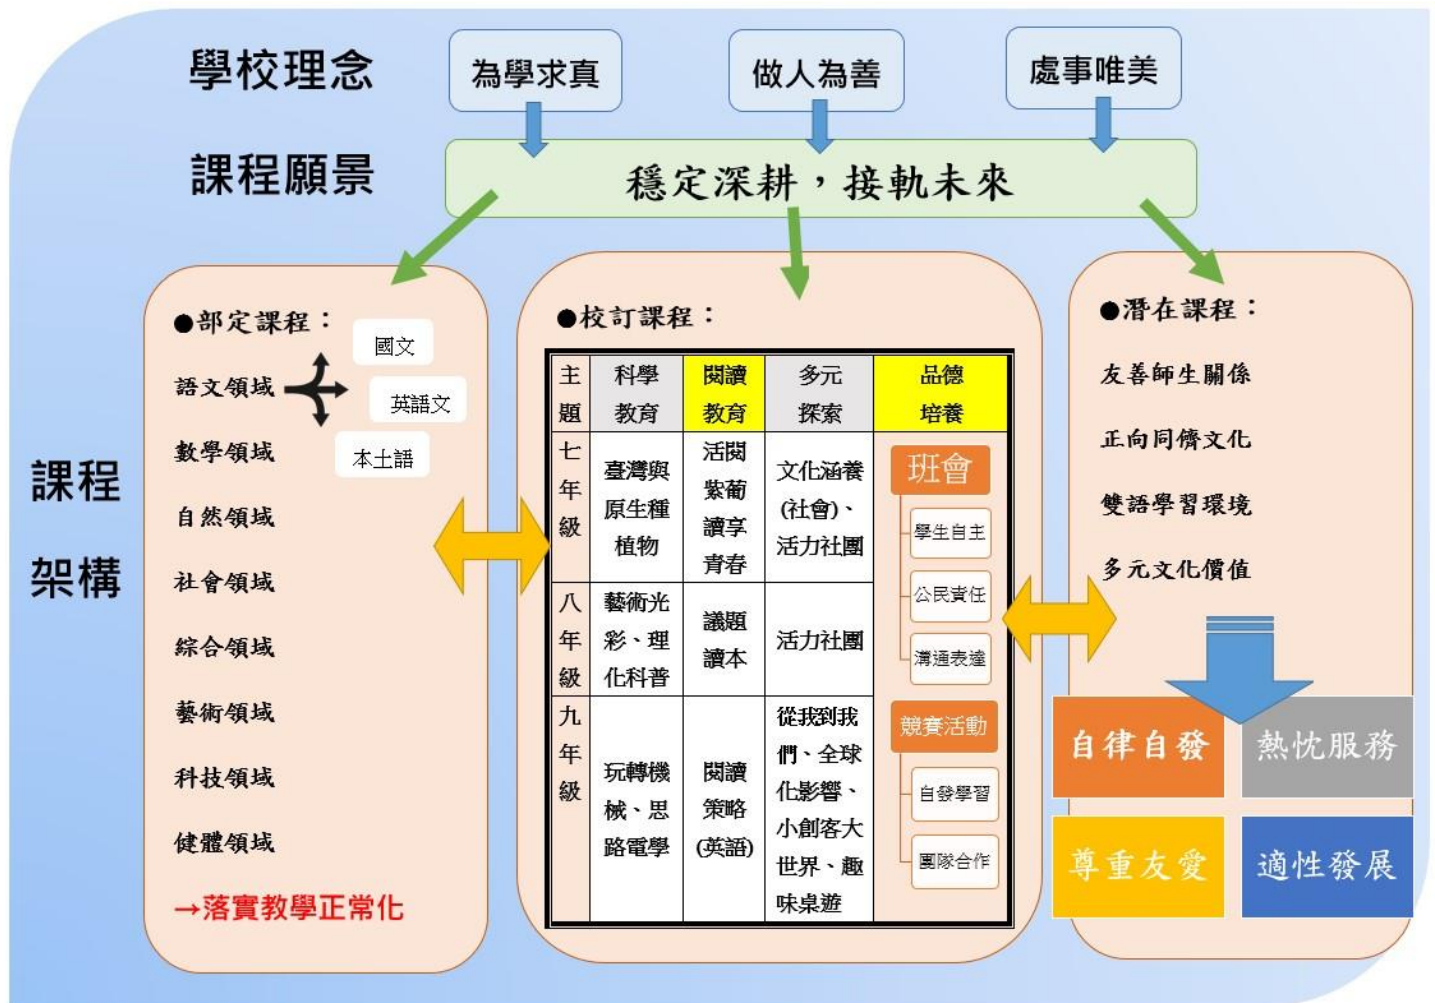 學校理念
為學求真
做人為善
處事唯美
課程願景
穩定深耕，接軌未來
課程
架構
●部定課程：
語文領域
國文
英語文
本土語
數學領域
自然領域
社會領域
綜合領域
藝術領域
科技領域
健體領域
→落實教學正常化
●校訂課程：
主
題
科學
教育
閱讀
教育
多元
探索
品德
培養
七
年
級
臺灣與
原生種
植物
活閱
紫葡
讀享
青春
文化涵養
(社會)、
活力社團
八
年
級
藝術光
彩、理
化科普
議題
讀本
活力社團
九
年
級
玩轉機
械、思
路電學
閱讀
策略
(英語)
從我到我
們、全球
化影響、
小創客大
世界、趣
味桌遊
班會
學生自主
公民責任
溝通表達
競賽活動
自發學習
團隊合作
●潛在課程：
友善師生關係
正向同儕文化
雙語學習環境
多元文化價值
自律自發
熱忱服務
尊重友愛
適性發展